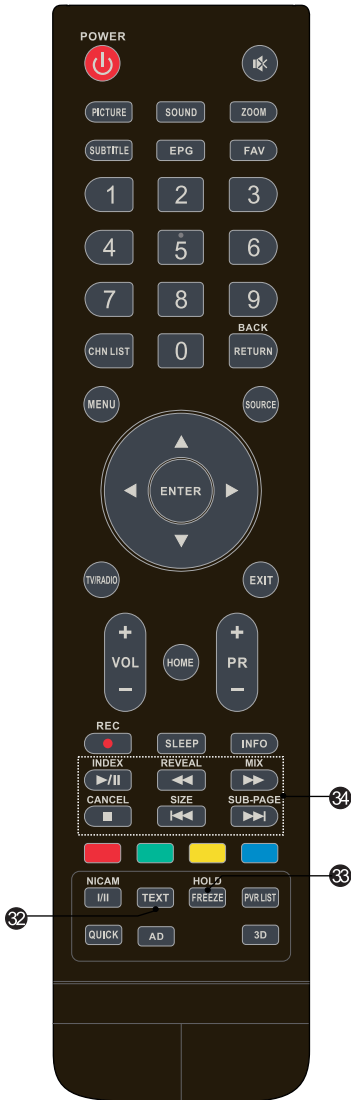 POWER
PICTURE SOUND ZOOM
SUBTITLE EPG FAV
1 2 3
4 5 6
7 8 9
BACK
CHN LIST 0 RETURN
MENU SOURCE
ENTER
TV/RADIO EXIT
+ +
VOL HOME PR
− −
REC
SLEEP INFO
INDEX REVEAL MIX
CANCEL SIZE SUB-PAGE
34
NICAM HOLD
33
I/II TEXT FREEZE PVR LIST
32
QUICK AD 3D